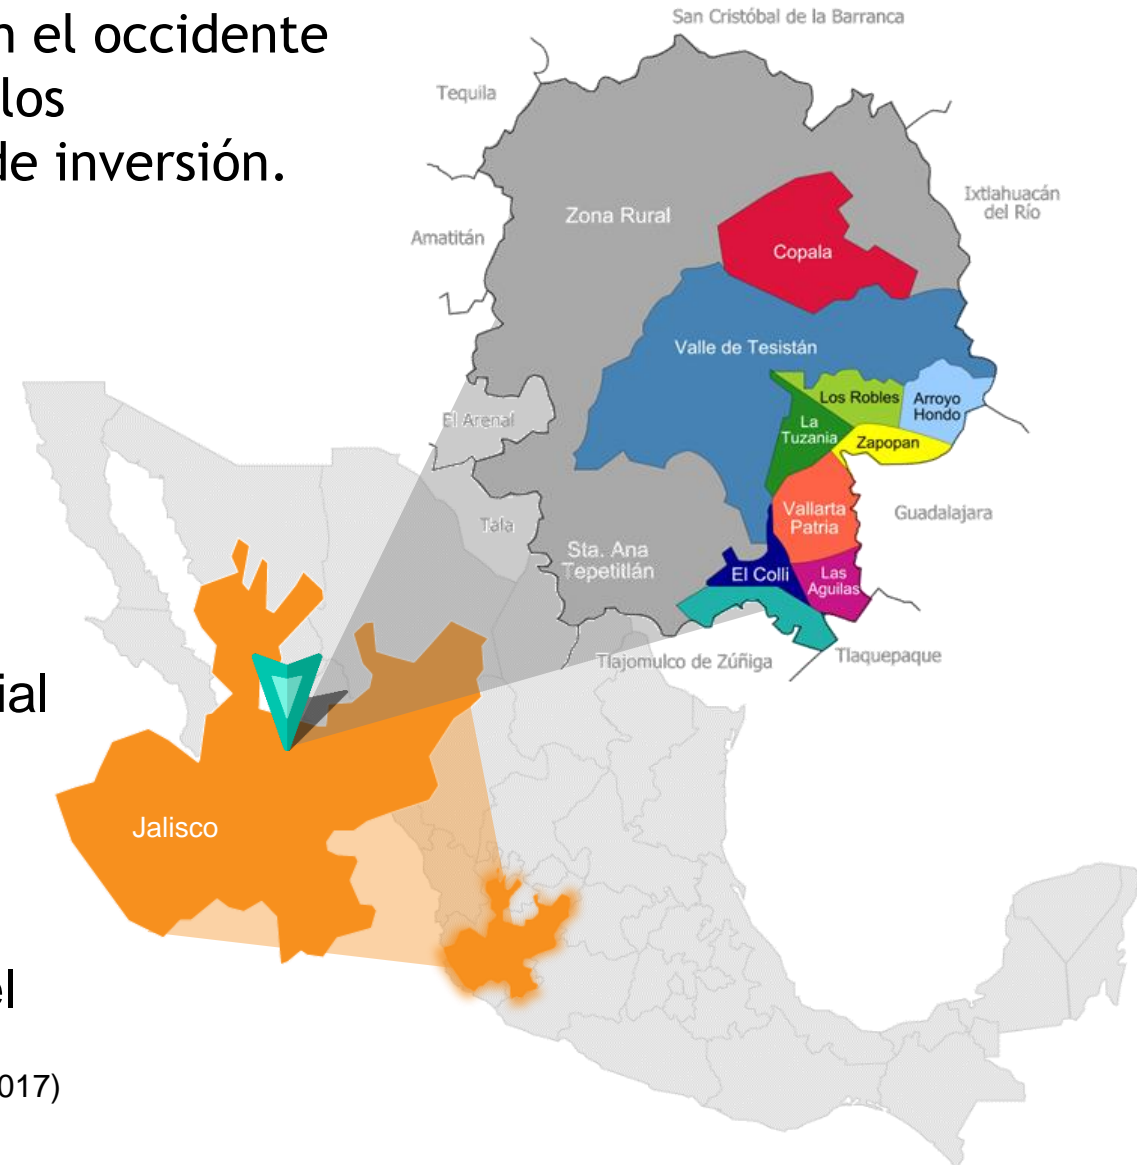 n el occidente
los
de inversión.
San Cristóbal de la Barranca
Tequila
Ixtlahuacán
del Río
Zona Rural
Amatitán
Copala
Valle de Tesistán
El Arenal
Los Robles
Arroyo
Hondo
La
Tuzania
Zapopan
Tala
Vallarta
Patria
Guadalajara
Sta. Ana
Tepetitlán
El Colli
Las
Aguilas
Tlajomulco de Zúñiga
Tlaquepaque
ial
Jalisco
el
017)